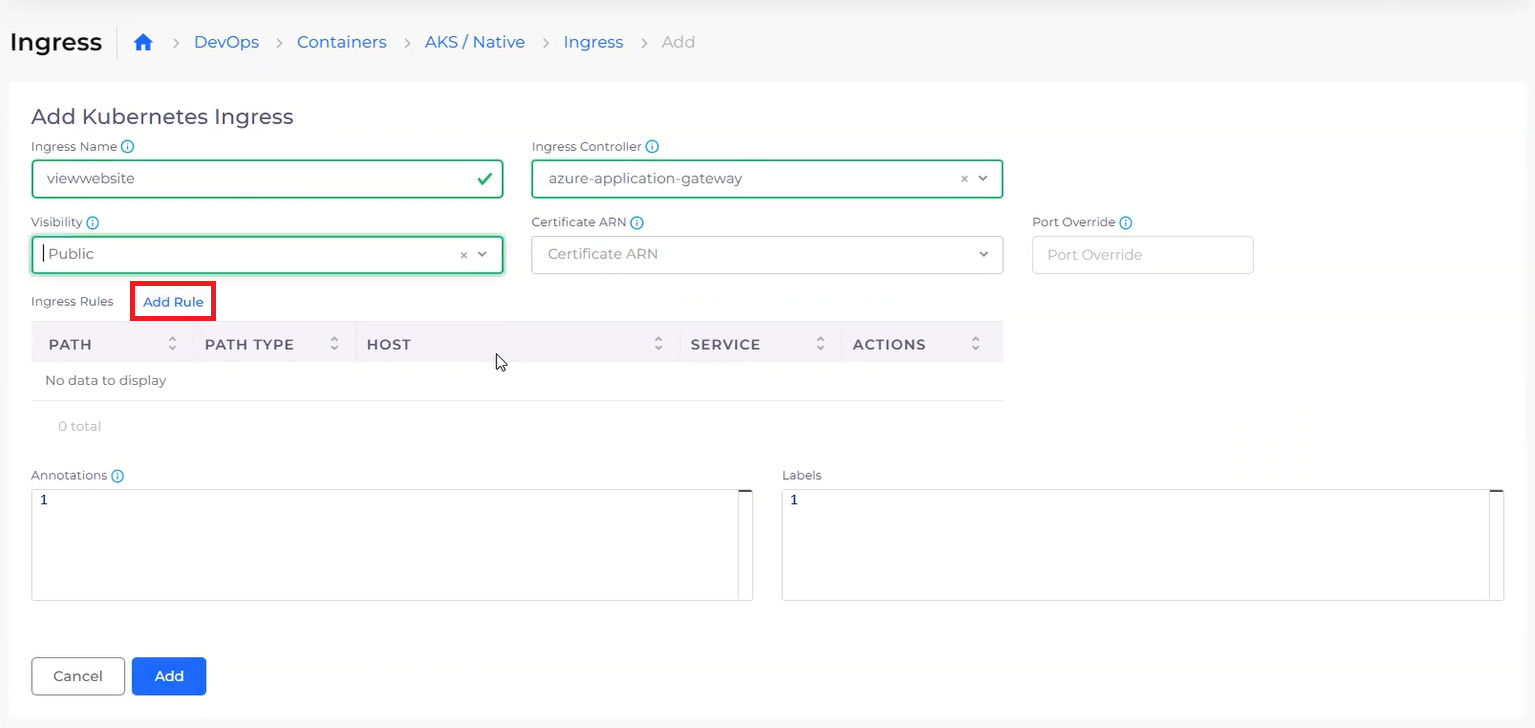 Ingress DevOps Containers AKS / Native Ingress Add
Add Kubernetes Ingress
Ingress Name Ingress Controller
viewwebsite azure-application-gateway
Visibility Certificate ARN Port Override
Public Certificate ARN Port Override
Ingress Rules Add Rule
PATH PATH TYPE HOST SERVICE ACTIONS
No data to display
0 total
Annotations Labels
1 1
Cancel Add